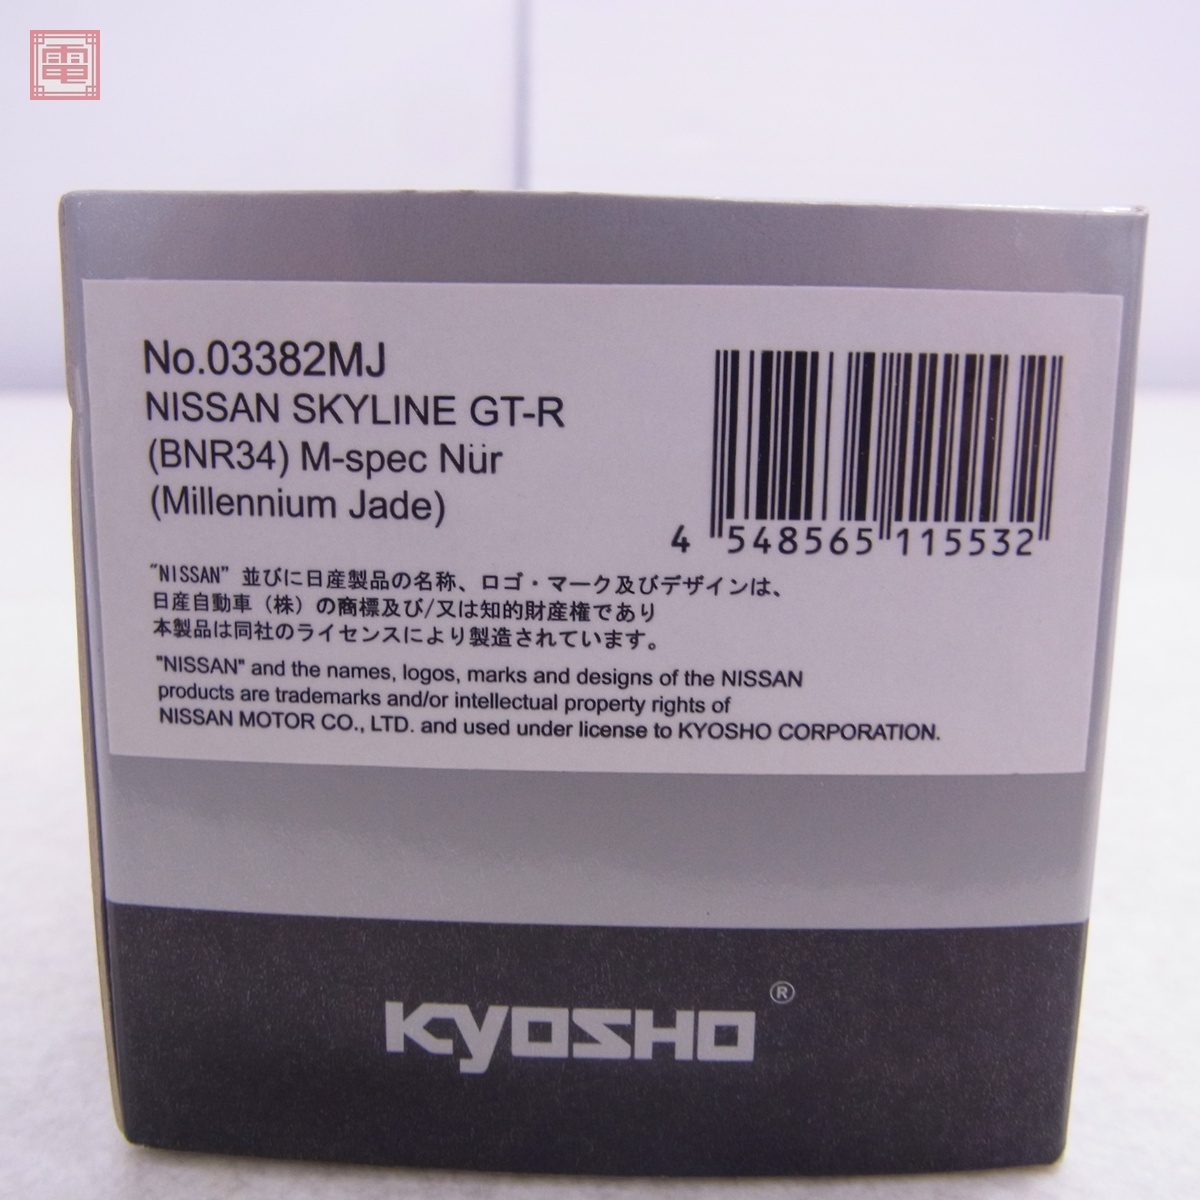 電
No.03382MJ
NISSAN SKYLINE GT-R
(BNR34) M-spec Nür
(Millennium Jade)
4 548565 115532
"NISSAN" 並びに日産製品の名称、ロゴ・マーク及びデザインは、
日産自動車（株）の商標及び/又は知的財産権であり
本製品は同社のライセンスにより製造されています。
"NISSAN" and the names, logos, marks and designs of the NISSAN
products are trademarks and/or intellectual property rights of
NISSAN MOTOR CO., LTD. and used under license to KYOSHO CORPORATION.
KYOSHO ®